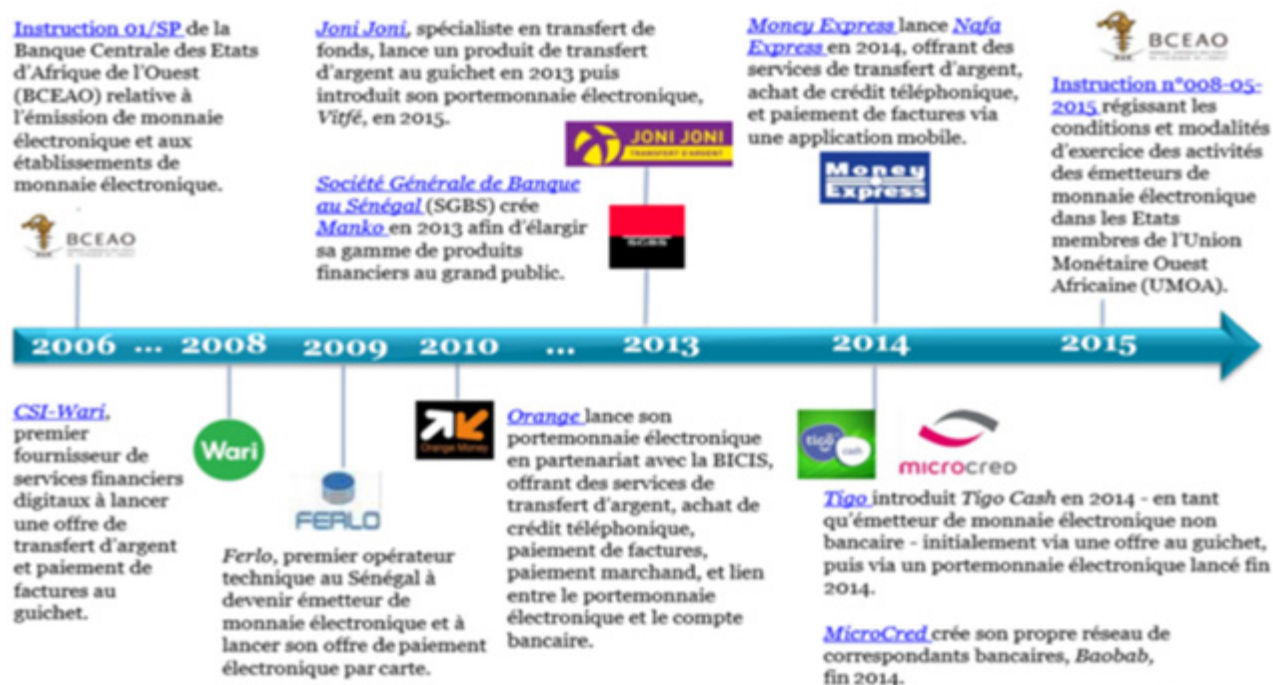 Instruction 01/SP de la
Banque Centrale des Etats
d'Afrique de l'Ouest
(BCEAO) relative à
l'émission de monnaie
électronique et aux
établissements de
monnaie électronique.
BCEAO
Joni Joni, spécialiste en transfert de
fonds, lance un produit de transfert
d'argent au guichet en 2013 puis
introduit son portemonnaie électronique,
Vitfé, en 2015.
JONI JONI
TRANSFERT D'ARGENT
Société Générale de Banque
au Sénégal (SGBS) crée
Manko en 2013 afin d'élargir
sa gamme de produits
financiers au grand public.
SGBS
Money Express lance Nafa
Express en 2014, offrant des
services de transfert d'argent,
achat de crédit téléphonique,
et paiement de factures via
une application mobile.
Money
Express
BCEAO
Instruction n°008-05-
2015 régissant les
conditions et modalités
d'exercice des activités
des émetteurs de
monnaie électronique
dans les Etats
membres de l'Union
Monétaire Ouest
Africaine (UMOA).
2006 ... 2008 2009 2010 ... 2013 2014 2015
CSI-Wari,
premier
fournisseur de
services financiers
digitaux à lancer
une offre de
transfert d'argent
et paiement de
factures au
guichet.
Wari
FERLO
Ferlo, premier opérateur
technique au Sénégal à
devenir émetteur de
monnaie électronique et à
lancer son offre de paiement
électronique par carte.
Orange Money
Orange lance son
portemonnaie électronique
en partenariat avec la BICIS,
offrant des services de
transfert d'argent, achat de
crédit téléphonique,
paiement de factures,
paiement marchand, et lien
entre le portemonnaie
électronique et le compte
bancaire.
tigo
cash
microcred
Tigo introduit Tigo Cash en 2014 - en tant
qu'émetteur de monnaie électronique non
bancaire - initialement via une offre au guichet,
puis via un portemonnaie électronique lancé fin
2014.
MicroCred crée son propre réseau de
correspondants bancaires, Baobab,
fin 2014.